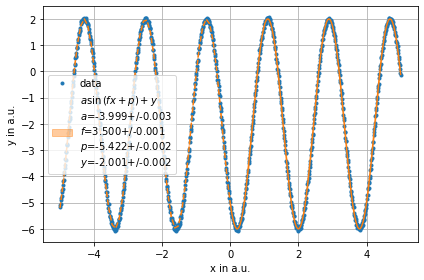 2
1
0
−1
−2
−3
−4
−5
−6
y in a.u.
data
a sin(fx + p) + y
a=-3.999+/-0.003
f=3.500+/-0.001
p=-5.422+/-0.002
y=-2.001+/-0.002
−4
−2
0
2
4
x in a.u.